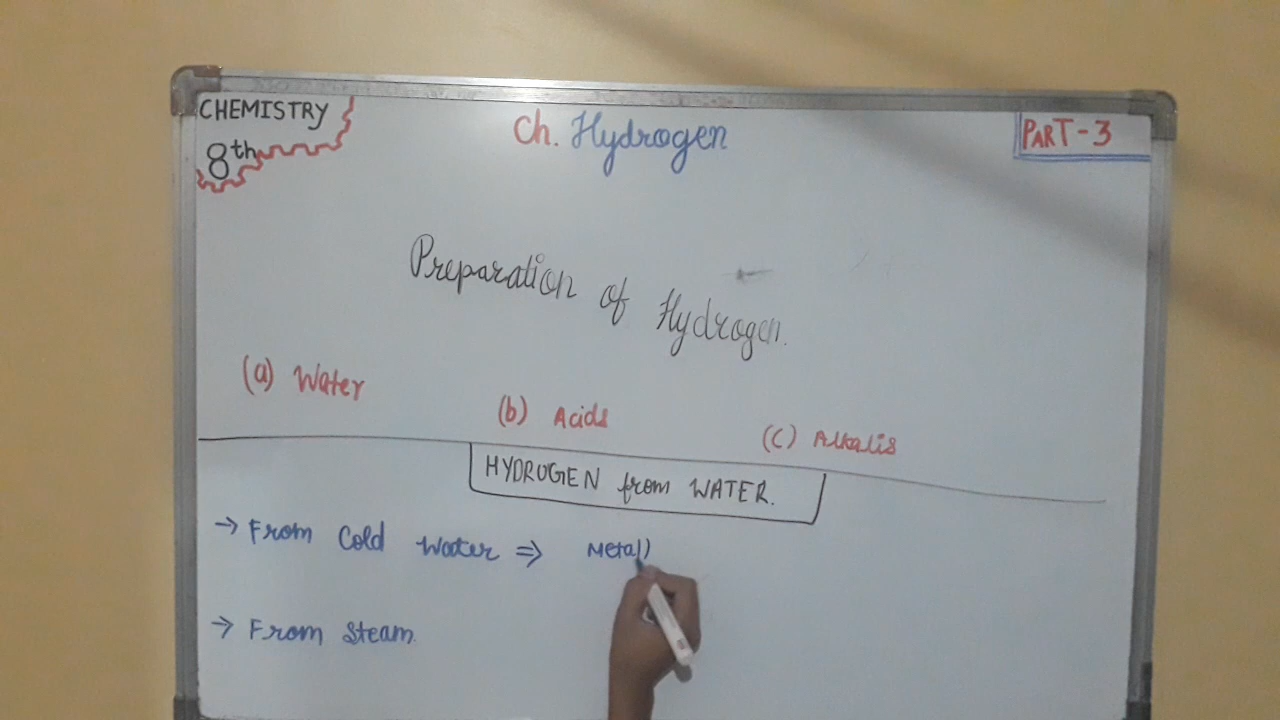 CHEMISTRY
8th
Ch. Hydrogen
PART-3
Preparation of Hydrogen.
(a) Water
(b) Acids
(c) Alkalis
HYDROGEN from WATER.
→ From Cold Water ⇒ Metal)
→ From Steam.